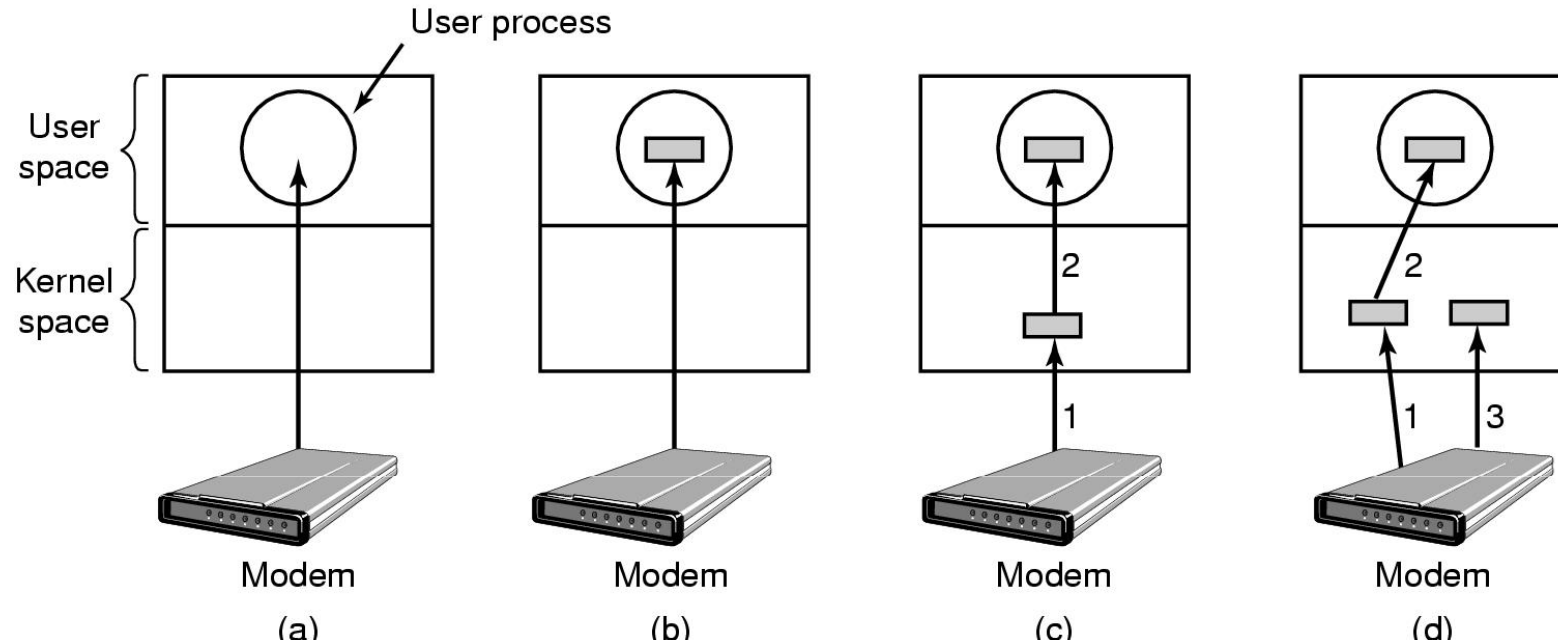 User process
User
space
Kernel
space
2
2
1
1
3
Modem
Modem
Modem
Modem
(a)
(b)
(c)
(d)